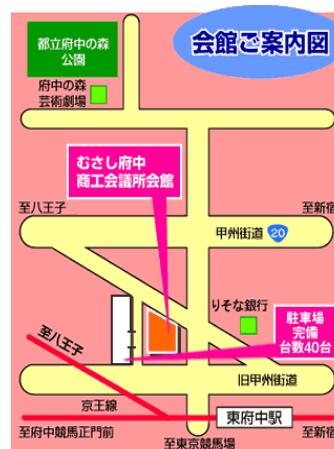 会館ご案内図
都立府中の森
公園
府中の森
芸術劇場
むさし府中
商工会議所会館
至八王子
至新宿
甲州街道 20
りそな銀行
駐車場
完備
台数40台
至八王子
旧甲州街道
京王線
東府中駅
至府中競馬正門前
至東京競馬場
至新宿